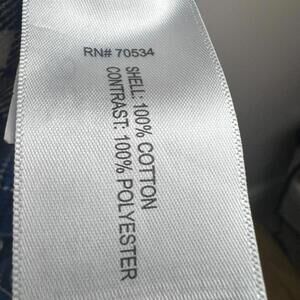 RN# 70534
SHELL: 100% COTTON
CONTRAST: 100% POLYESTER